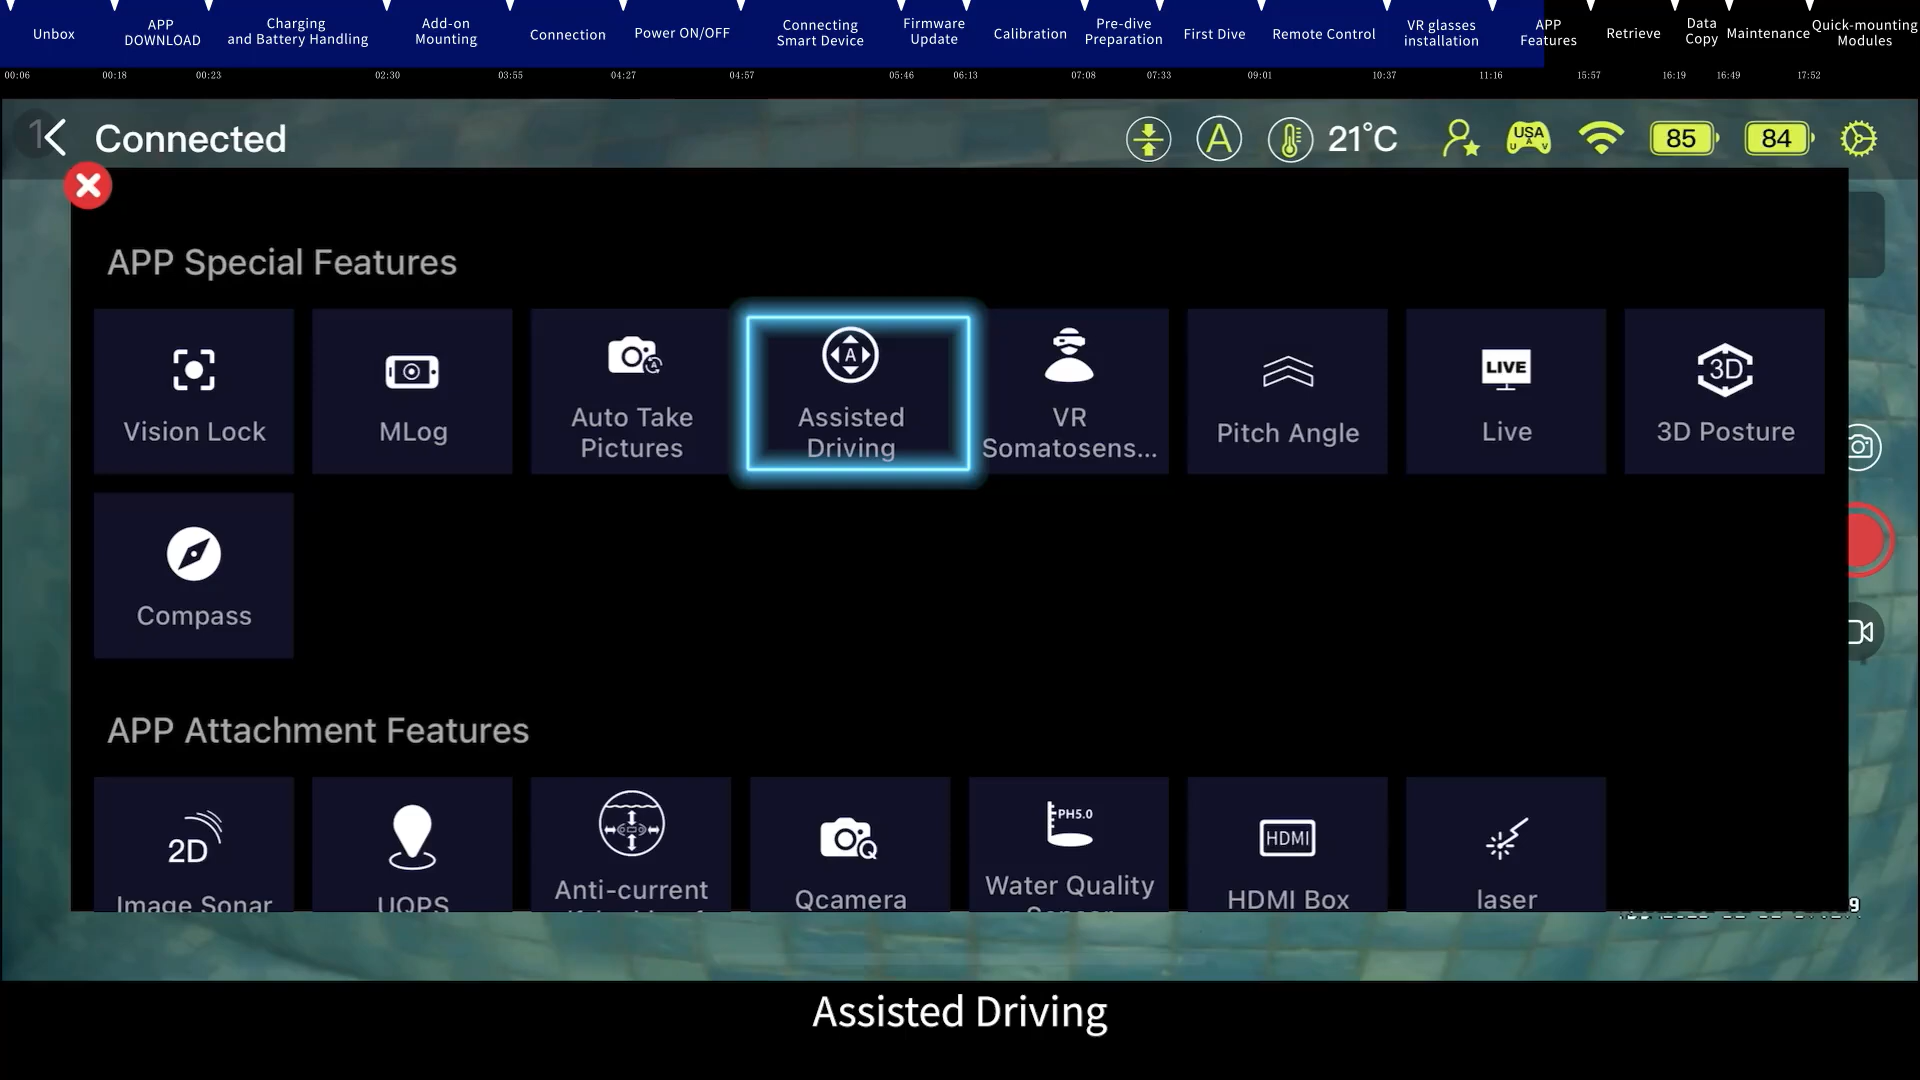 Unbox
APP
DOWNLOAD
Charging
and Battery Handling
Add-on
Mounting
Connection
Power ON/OFF
Connecting
Smart Device
Firmware
Update
Calibration
Pre-dive
Preparation
First Dive
Remote Control
VR glasses
installation
APP
Features
Retrieve
Data
Copy
Maintenance
Quick-mounting
Modules
00:06 00:18 00:23 02:30 03:55 04:27 04:57 05:46 06:13 07:08 07:33 09:01 10:37 11:16 15:57 16:19 16:49 17:52
1 Connected A 21°C USA UAV 85 84
APP Special Features
Vision Lock
MLog
Auto Take
Pictures
A
Assisted
Driving
VR
Somatosens...
Pitch Angle
LIVE
Live
3D
3D Posture
Compass
APP Attachment Features
2D
Image Sonar
UQPS
Anti-current
Qcamera
PH5.0
Water Quality
Sensor
HDMI
HDMI Box
laser
Assisted Driving